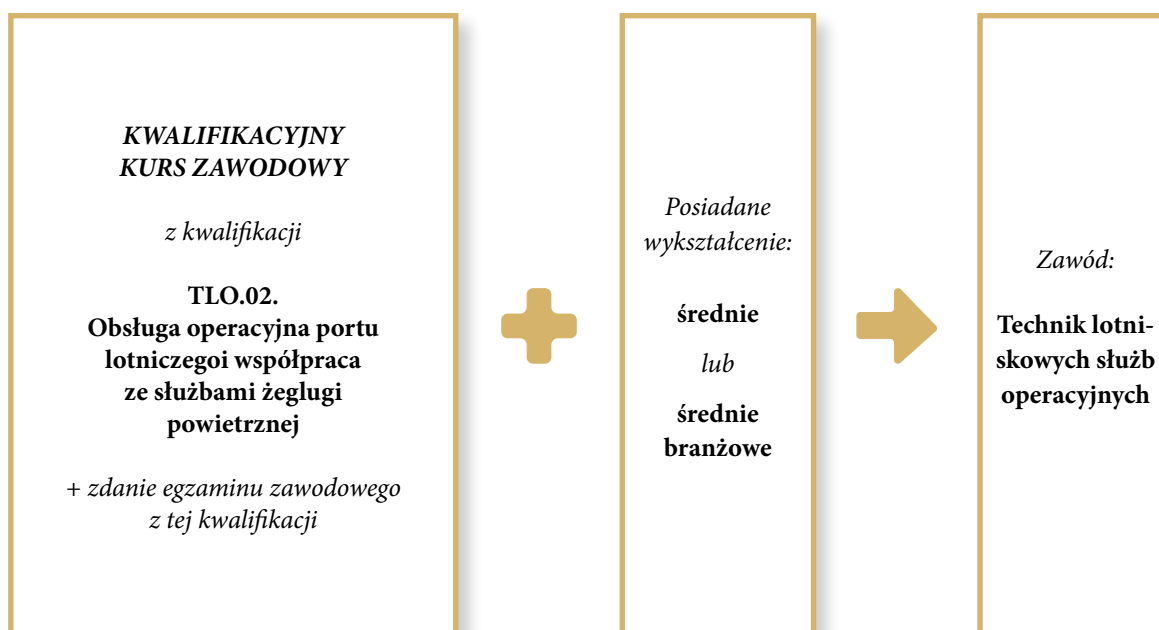 KWALIFIKACYJNY
KURS ZAWODOWY
z kwalifikacji
TLO.02.
Obsługa operacyjna portu
lotniczegoi współpraca
ze służbami żeglugi
powietrznej
+ zdanie egzaminu zawodowego
z tej kwalifikacji
Posiadane
wykształcenie:
średnie
lub
średnie
branżowe
Zawód:
Technik lotni-
skowych służb
operacyjnych